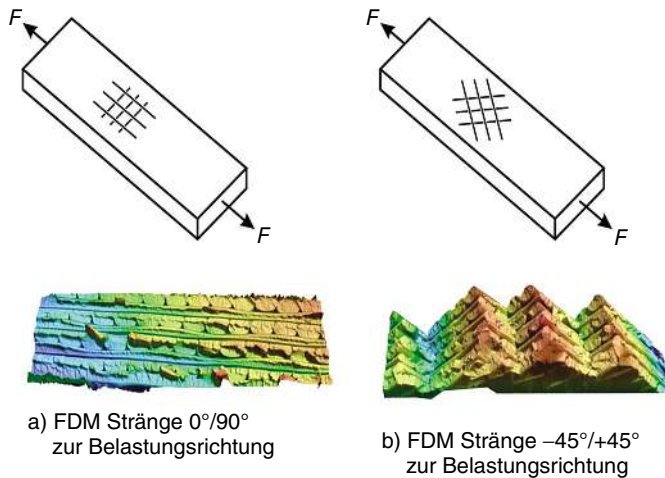 F
F
F
F
a) FDM Stränge 0°/90°
zur Belastungsrichtung
b) FDM Stränge –45°/+45°
zur Belastungsrichtung